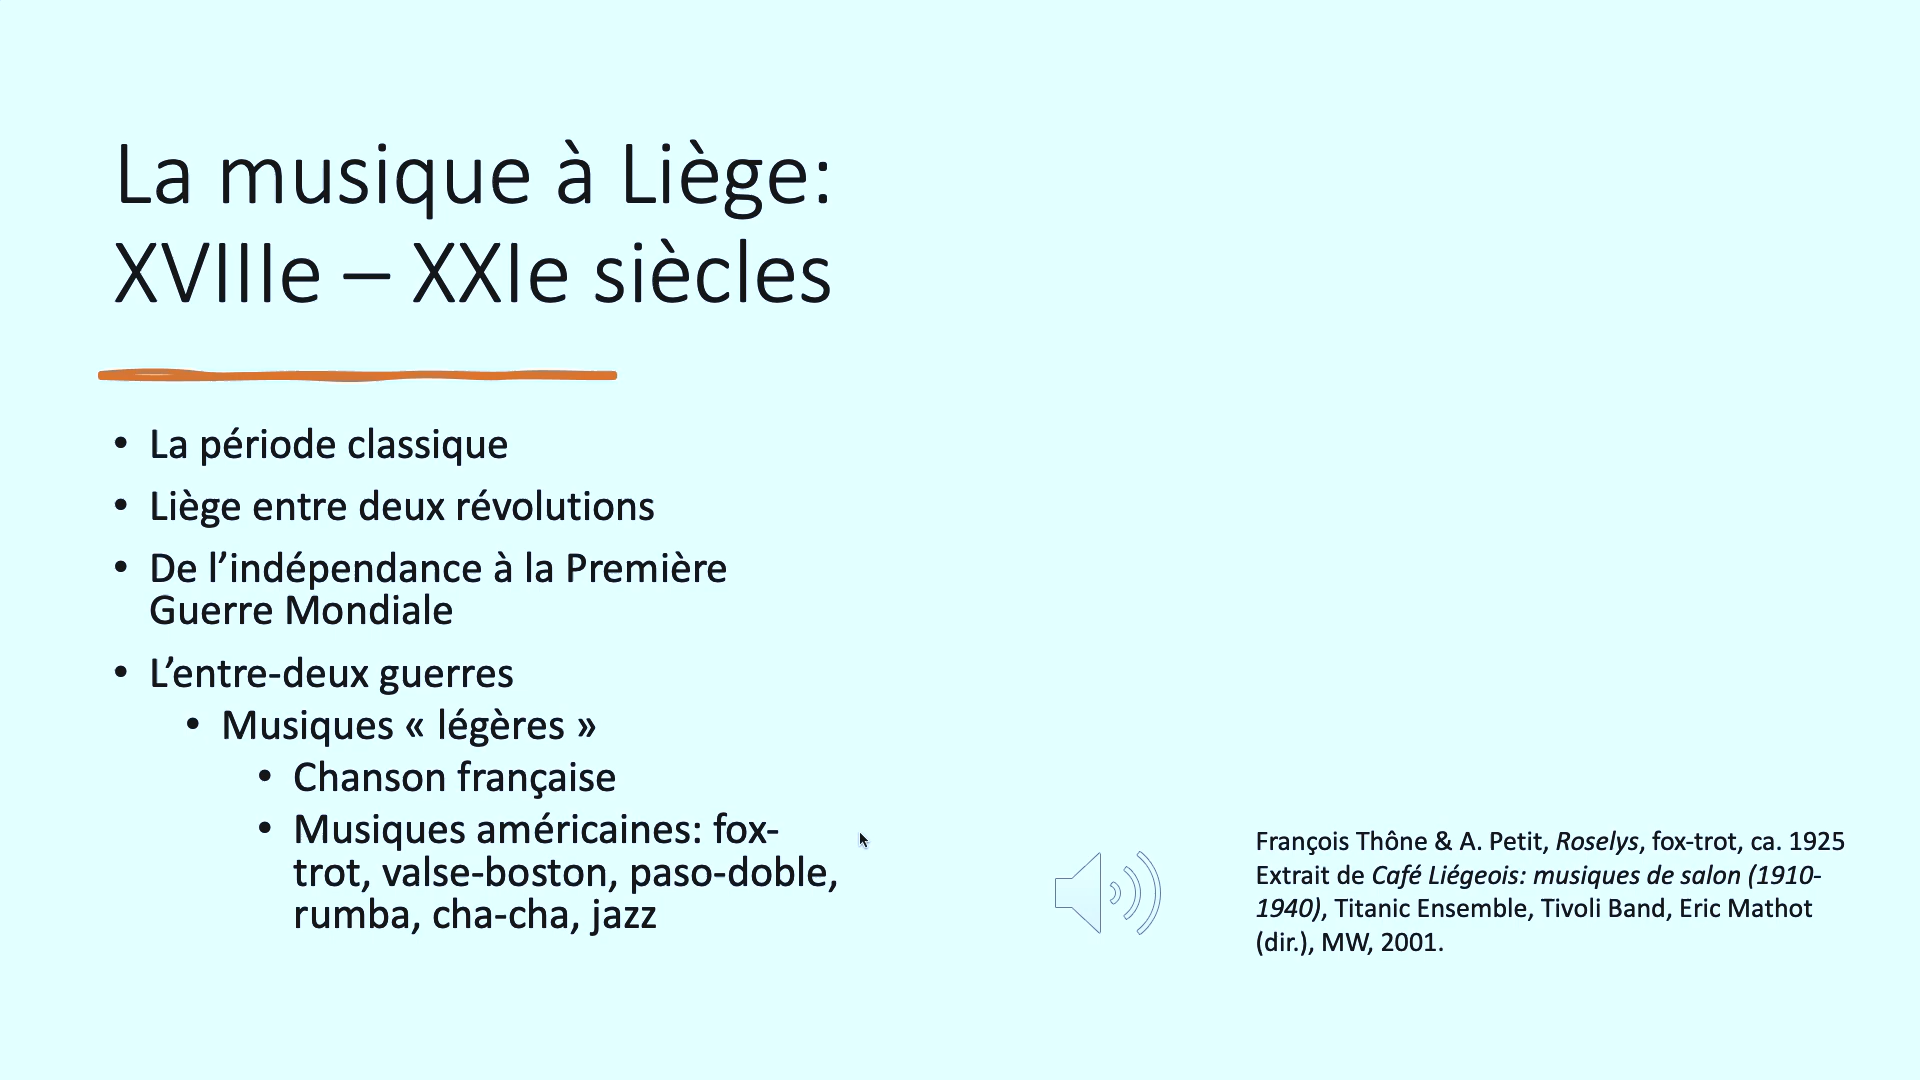 La musique à Liège:
XVIIIe – XXIe siècles
• La période classique
• Liège entre deux révolutions
• De l’indépendance à la Première
Guerre Mondiale
• L’entre-deux guerres
• Musiques « légères »
• Chanson française
• Musiques américaines: fox-
trot, valse-boston, paso-doble,
rumba, cha-cha, jazz
François Thône & A. Petit, Roselys, fox-trot, ca. 1925
Extrait de Café Liégeois: musiques de salon (1910-
1940), Titanic Ensemble, Tivoli Band, Eric Mathot
(dir.), MW, 2001.